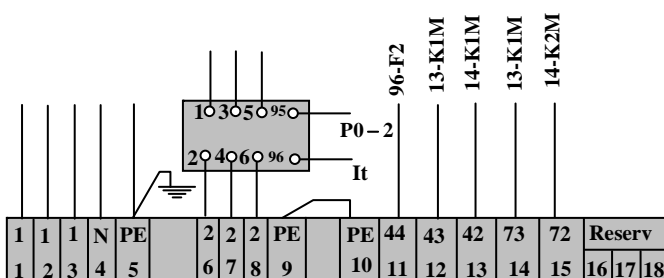 96-F2
13-K1M
14-K1M
13-K1M
14-K2M
1 3 5 95
P0-2
2 4 6 96
It
1 1 1 N PE 2 2 2 PE PE 44 43 42 73 72 Reserv
1 2 3 4 5 6 7 8 9 10 11 12 13 14 15 16 17 18